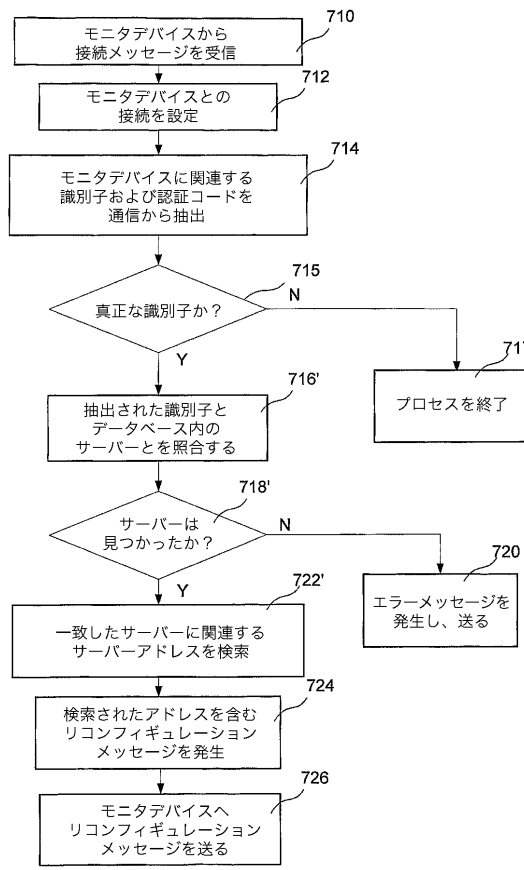 モニタデバイスから
接続メッセージを受信
710
モニタデバイスとの
接続を設定
712
モニタデバイスに関連する
識別子および認証コードを
通信から抽出
714
真正な識別子か？
715
N
Y
717
プロセスを終了
抽出された識別子と
データベース内の
サーバーとを照合する
716'
サーバーは
見つかったか？
718'
N
Y
720
エラーメッセージを
発生し、送る
722'
一致したサーバーに関連する
サーバーアドレスを検索
検索されたアドレスを含む
リコンフィギュレーション
メッセージを発生
724
モニタデバイスへ
リコンフィギュレーション
メッセージを送る
726